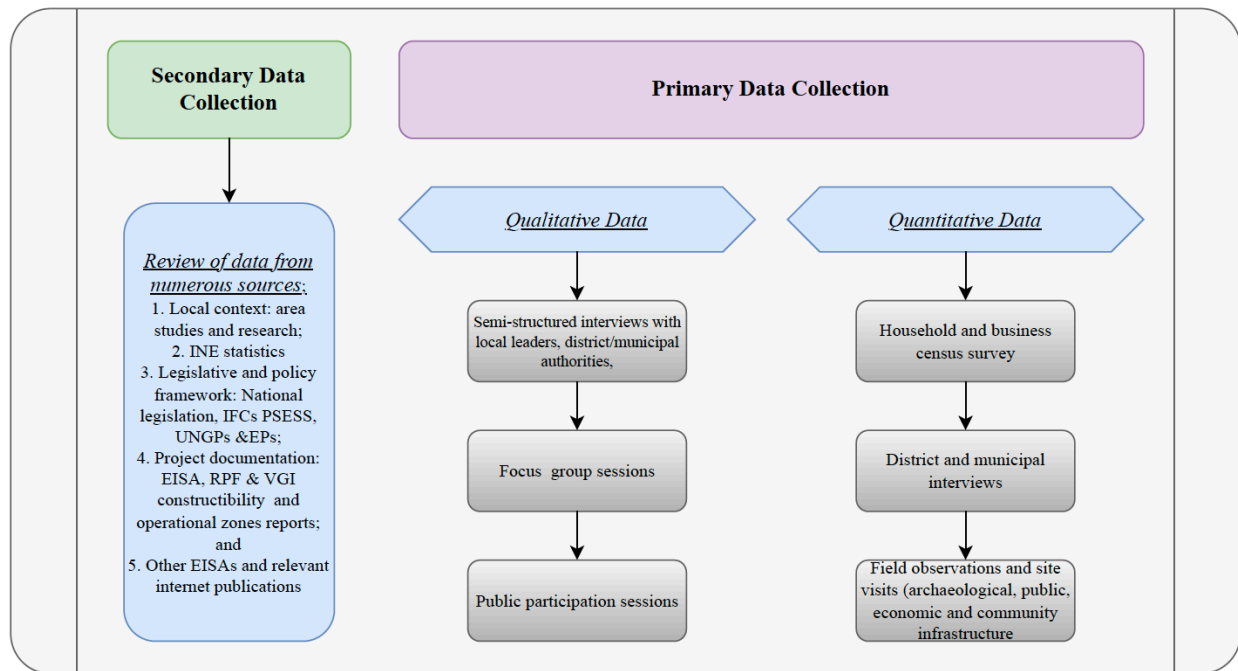 Secondary Data
Collection
Primary Data Collection
Review of data from
numerous sources;
1. Local context: area
studies and research;
2. INE statistics
3. Legislative and policy
framework: National
legislation, IFCs PSESS,
UNGPs &EPs;
4. Project documentation:
EISA, RPF & VGI
constructibility and
operational zones reports;
and
5. Other EISAs and relevant
internet publications
Qualitative Data
Semi-structured interviews with
local leaders, district/municipal
authorities,
Focus group sessions
Public participation sessions
Quantitative Data
Household and business
census survey
District and municipal
interviews
Field observations and site
visits (archaeological, public,
economic and community
infrastructure